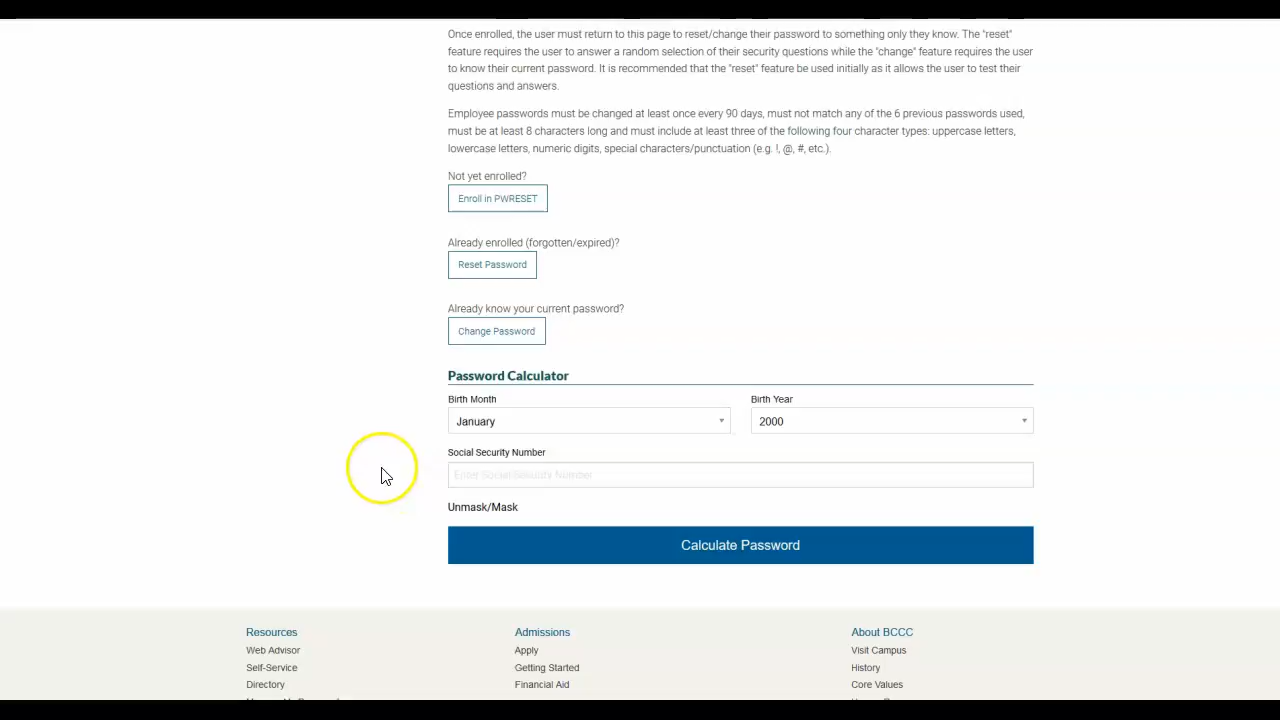 Once enrolled, the user must return to this page to reset/change their password to something only they know. The "reset"
feature requires the user to answer a random selection of their security questions while the "change" feature requires the user
to know their current password. It is recommended that the "reset" feature be used initially as it allows the user to test their
questions and answers.
Employee passwords must be changed at least once every 90 days, must not match any of the 6 previous passwords used,
must be at least 8 characters long and must include at least three of the following four character types: uppercase letters,
lowercase letters, numeric digits, special characters/punctuation (e.g. !, @, #, etc.).
Not yet enrolled?
Enroll in PWRESET
Already enrolled (forgotten/expired)?
Reset Password
Already know your current password?
Change Password
Password Calculator
Birth Month Birth Year
January 2000
Social Security Number
Enter Social Security Number
Unmask/Mask
Calculate Password
Resources Admissions About BCCC
Web Advisor Apply Visit Campus
Self-Service Getting Started History
Directory Financial Aid Core Values